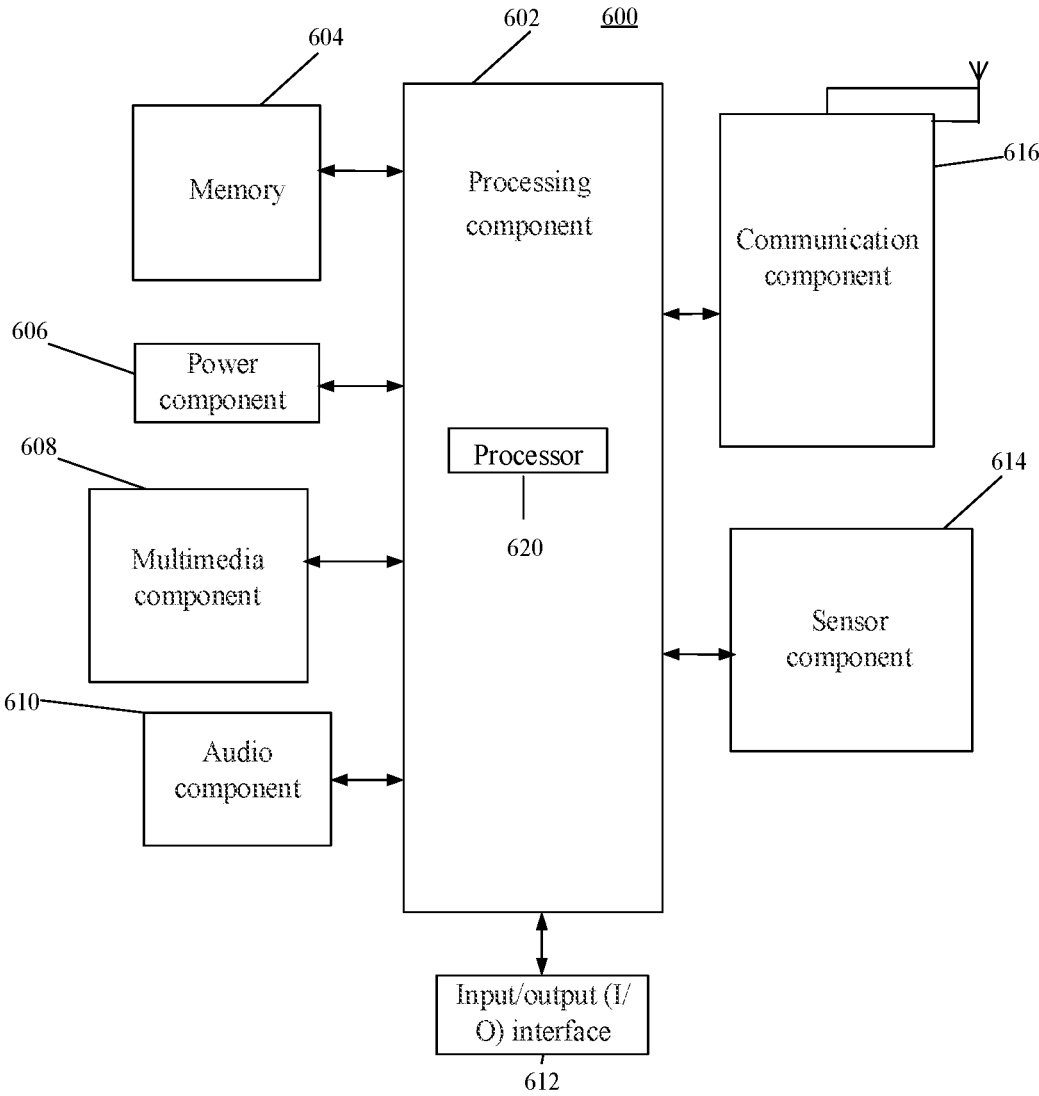 602
600
604
616
Memory
Processing
component
Communication
component
606
Power
component
608
Processor
620
614
Multimedia
component
Sensor
component
610
Audio
component
Input/output (I/
O) interface
612